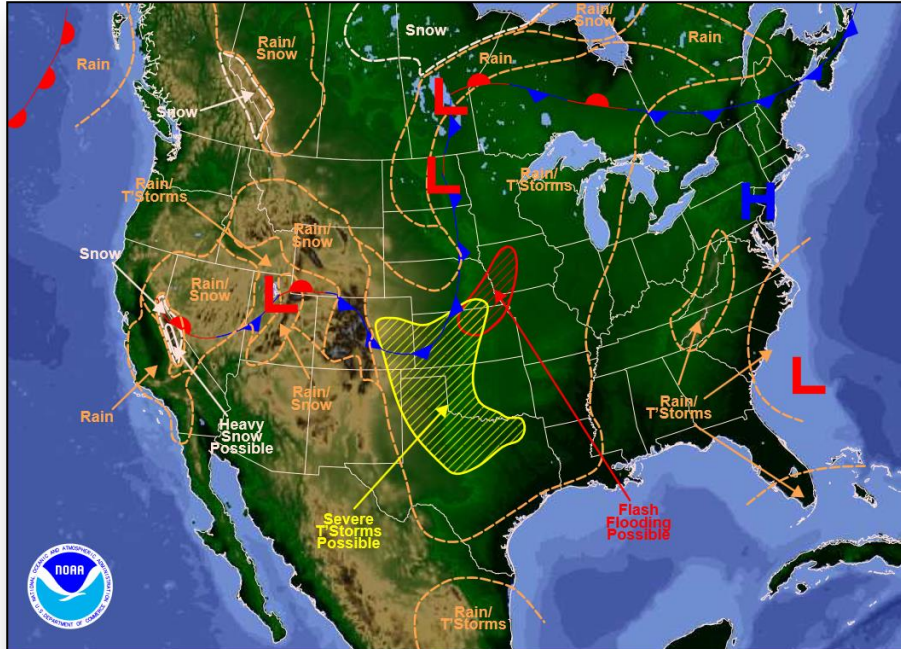 Rain/
Snow
Rain
Snow
Rain/
Snow
Rain
Rain
Snow
L
L
Rain/
T'Storms
Rain/
T'Storms
H
Rain/
Snow
Snow
Rain/
Snow
L
L
Rain
Rain/
Snow
Rain/
T'Storms
Heavy
Snow
Possible
Severe
T'Storms
Possible
Flash
Flooding
Possible
NATIONAL OCEANIC AND ATMOSPHERIC ADMINISTRATION
NOAA
U.S. DEPARTMENT OF COMMERCE
Rain/
T'Storms